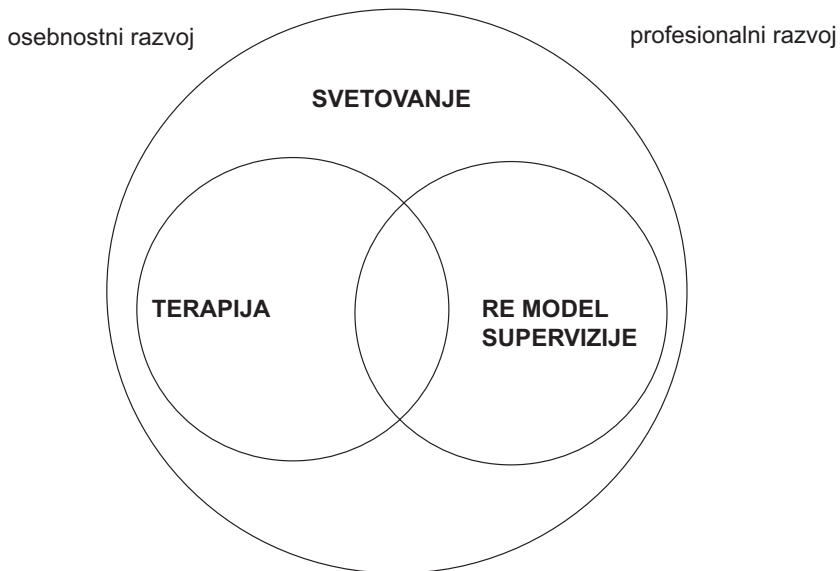 osebnostni razvoj
profesionalni razvoj
SVETOVANJE
TERAPIJA
RE MODEL
SUPERVIZIJE